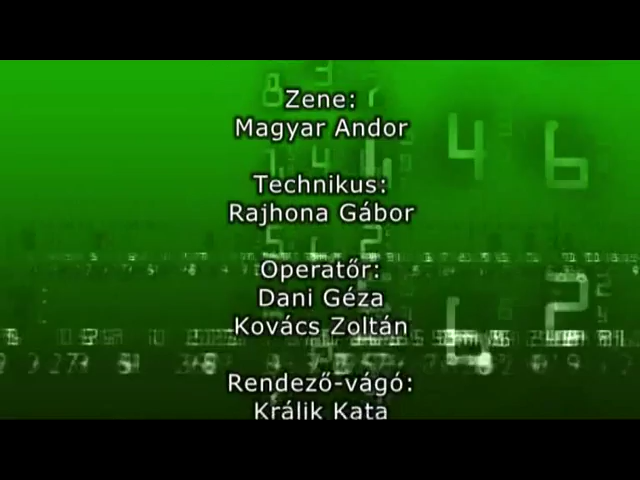 Zene:
Magyar Andor
Technikus:
Rajhona Gábor
Operatőr:
Dani Géza
Kovács Zoltán
Rendező-vágó:
Králik Kata